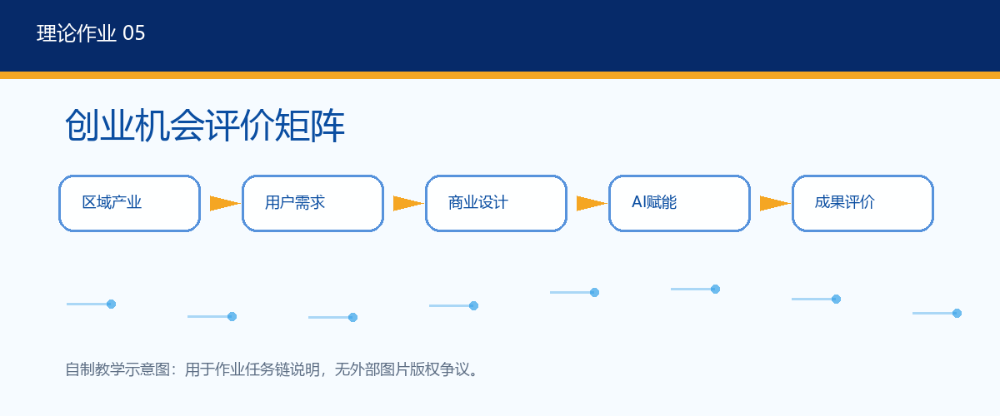 理论作业 05
创业机会评价矩阵
区域产业
用户需求
商业设计
AI赋能
成果评价
自制教学示意图：用于作业任务链说明，无外部图片版权争议。